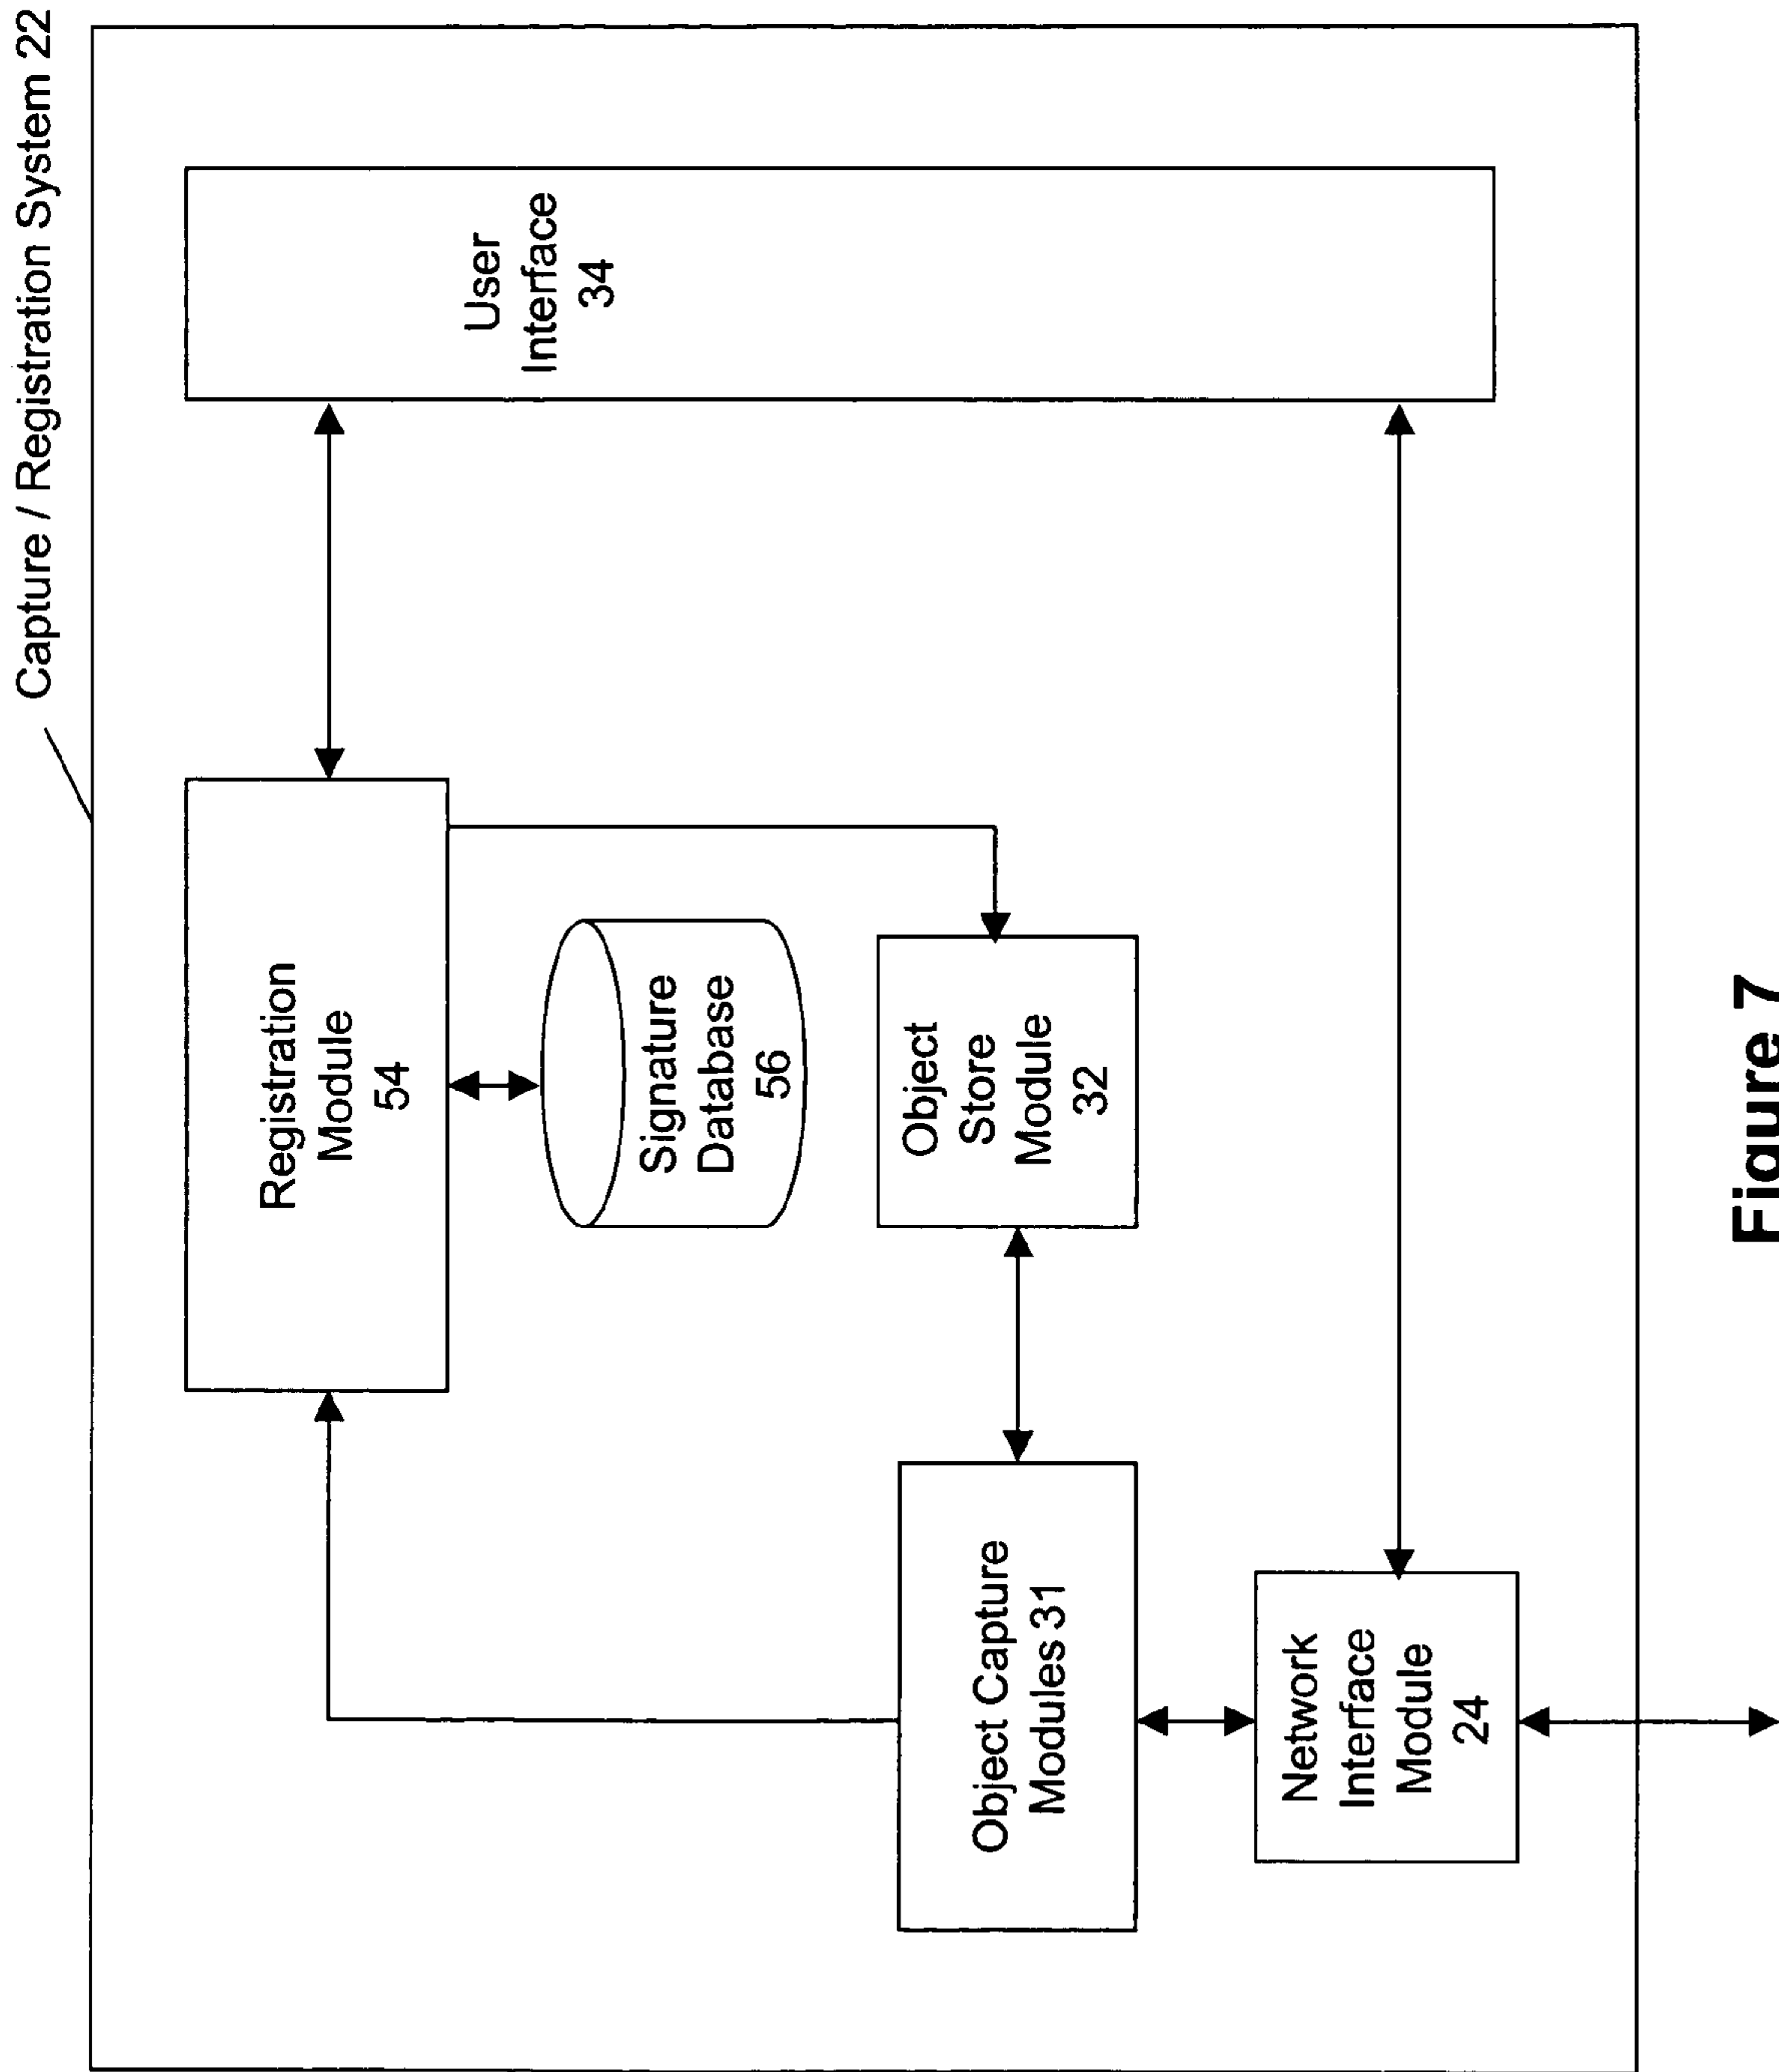 Capture / Registration System 22
Registration
Module
54
User
Interface
34
Signature
Database
56
Object
Store
Module
32
Object Capture
Modules 31
Network
Interface
Module
24
Figure 7